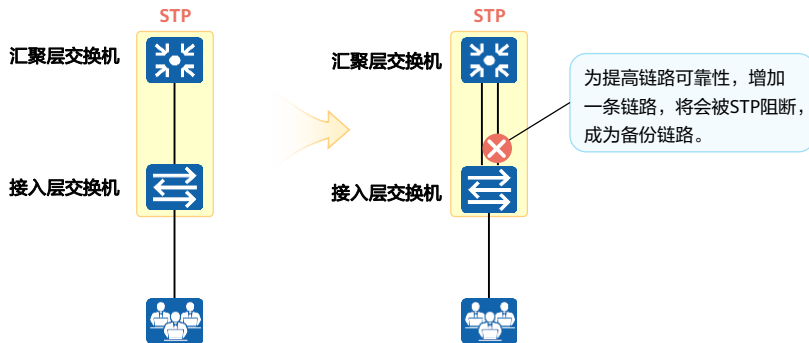 STP
汇聚层交换机
接入层交换机
STP
汇聚层交换机
接入层交换机
为提高链路可靠性，增加
一条链路，将会被STP阻断，
成为备份链路。